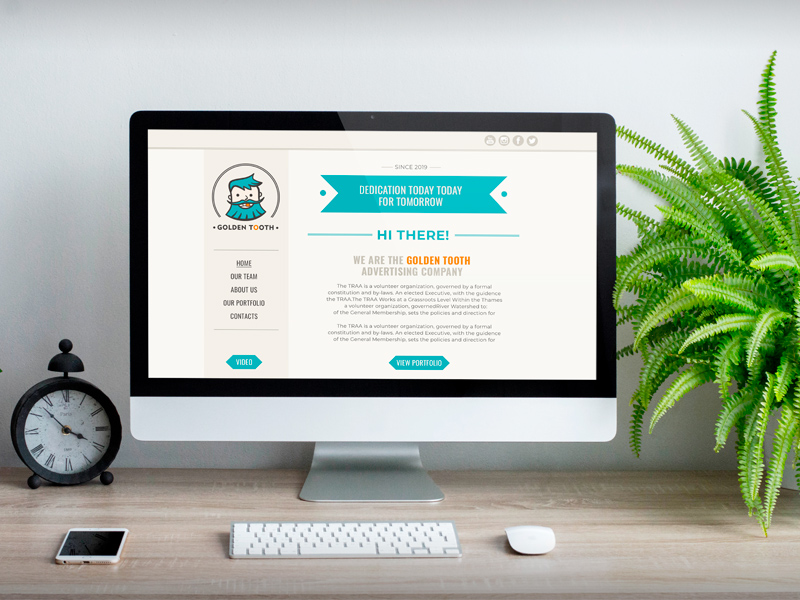 SINCE 2019
DEDICATION TODAY TODAY
FOR TOMORROW
• GOLDEN TOOTH •
HI THERE!
WE ARE THE GOLDEN TOOTH
ADVERTISING COMPANY
HOME
OUR TEAM
ABOUT US
OUR PORTFOLIO
CONTACTS
The TRAA is a volunteer organization, governed by a formal
constitution and by-laws. An elected Executive, with the guidence
the TRAA.The TRAA Works at a Grassroots Level Within the Thames
a volunteer organization, governedRiver Watershed to:
of the General Membership, sets the policies and direction for
The TRAA is a volunteer organization, governed by a formal
constitution and by-laws. An elected Executive, with the guidence
of the General Membership, sets the policies and direction for
VIDEO
VIEW PORTFOLIO